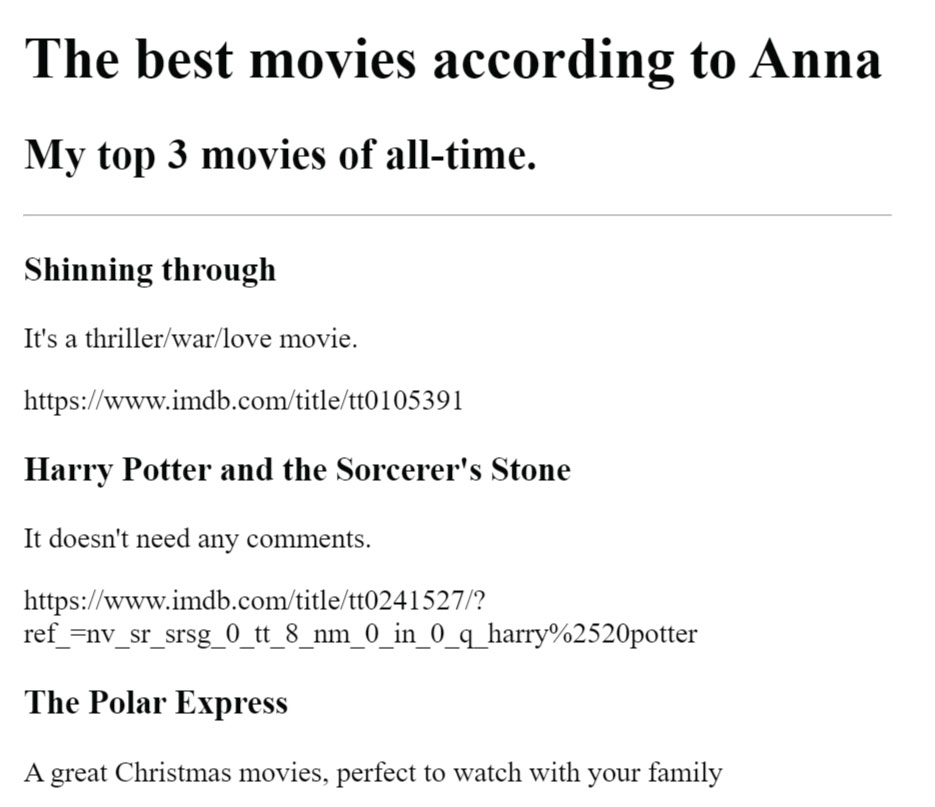 The best movies according to Anna
My top 3 movies of all-time.
Shinning through
It's a thriller/war/love movie.
https://www.imdb.com/title/tt0105391
Harry Potter and the Sorcerer's Stone
It doesn't need any comments.
https://www.imdb.com/title/tt0241527/?
ref_=nv_sr_srsg_0_tt_8_nm_0_in_0_q_harry%2520potter
The Polar Express
A great Christmas movies, perfect to watch with your family